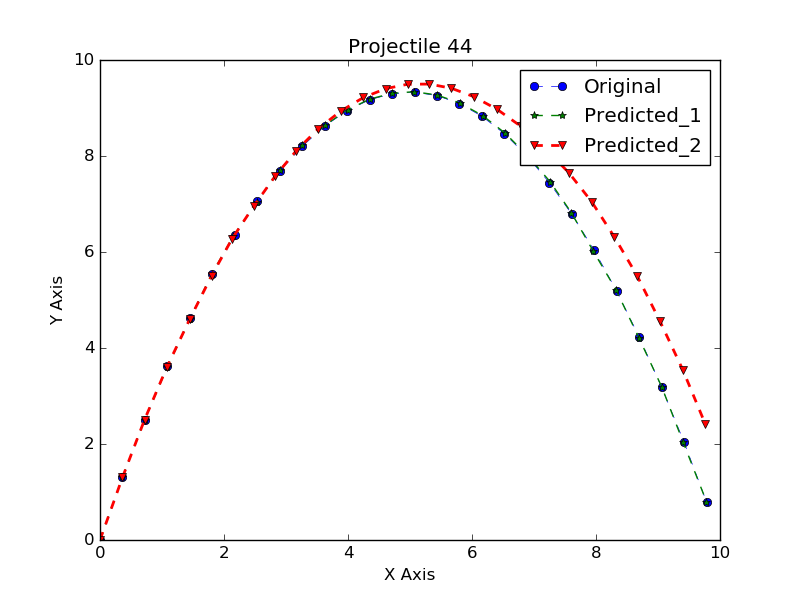 Projectile 44
Original
Predicted_1
Predicted_2
Y Axis
10
8
6
4
2
0
0 2 4 6 8 10
X Axis